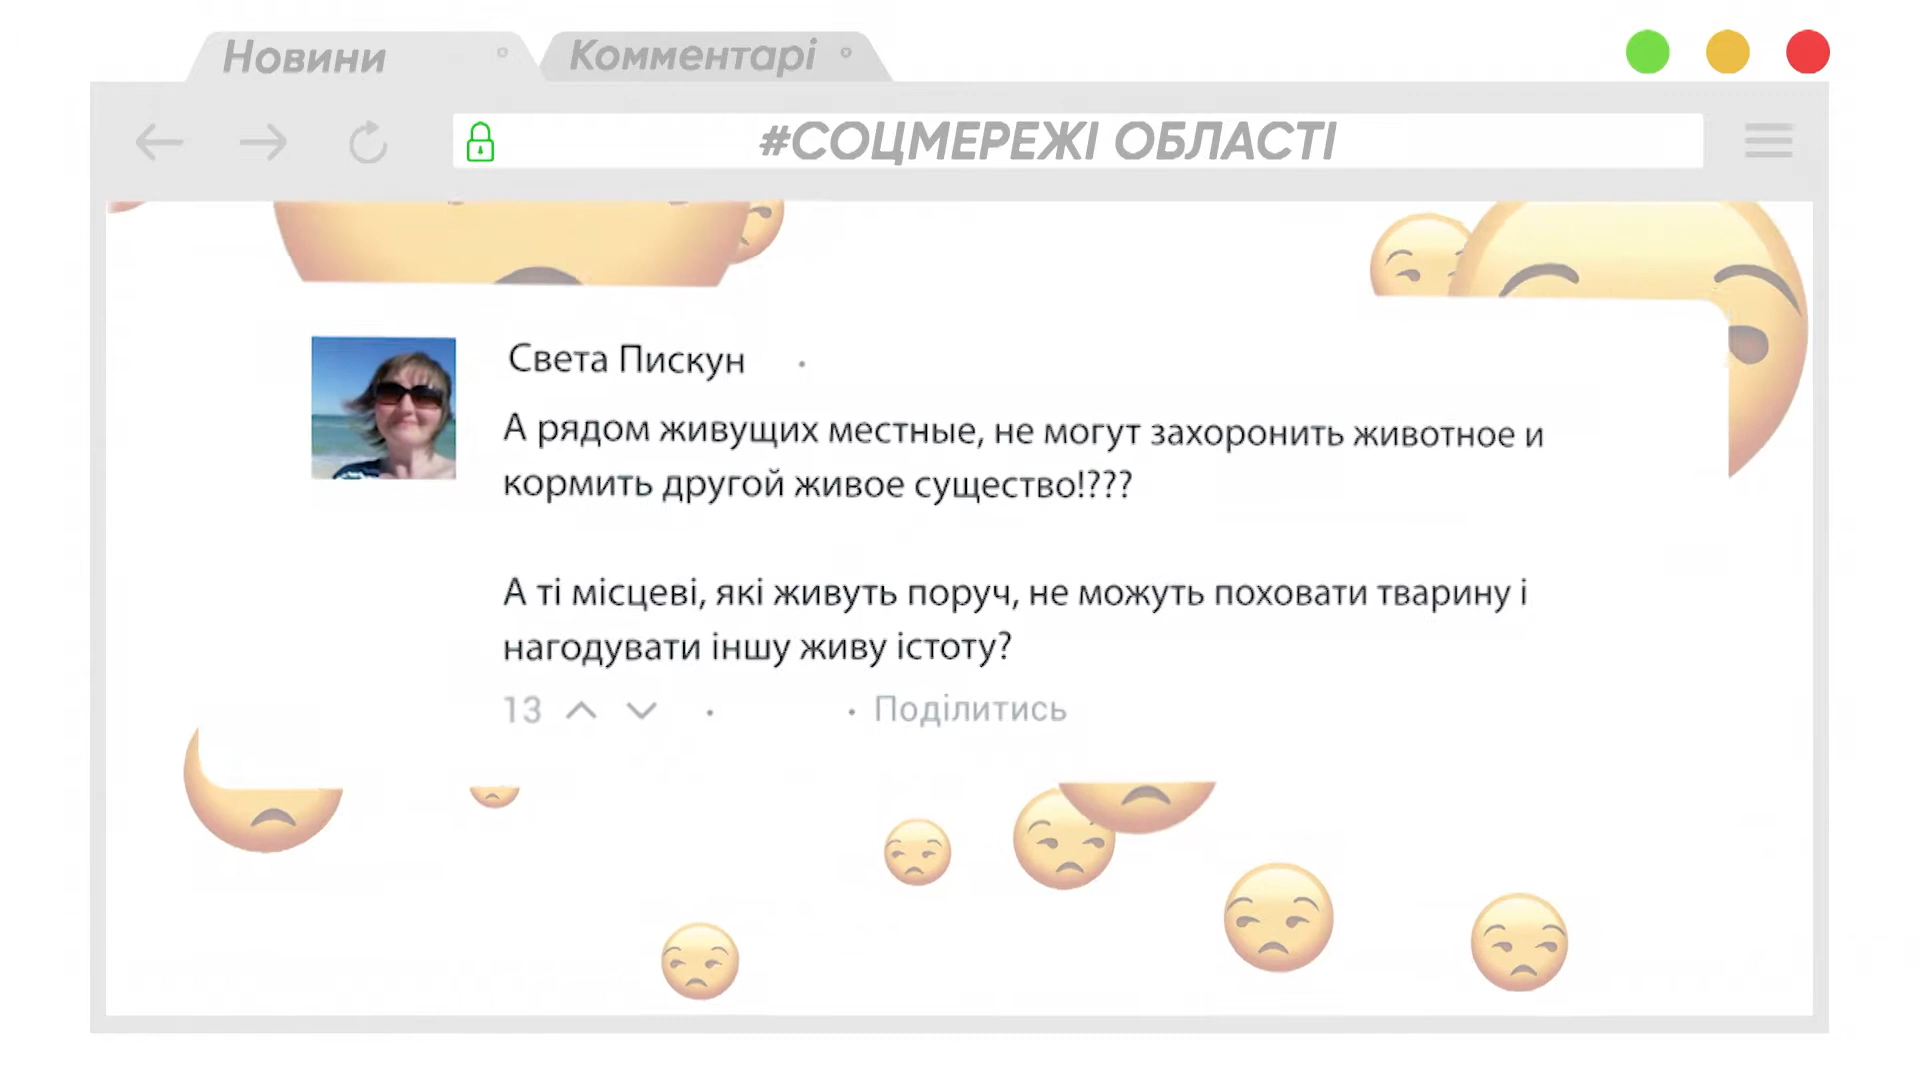 Новини
Комментарі
#СОЦМЕРЕЖІ ОБЛАСТІ
Света Пискун
А рядом живущих местные, не могут захоронить животное и
кормить другой живое существо!???
А ті місцеві, які живуть поруч, не можуть поховати тварину і
нагодувати іншу живу істоту?
13 · · Поділитись